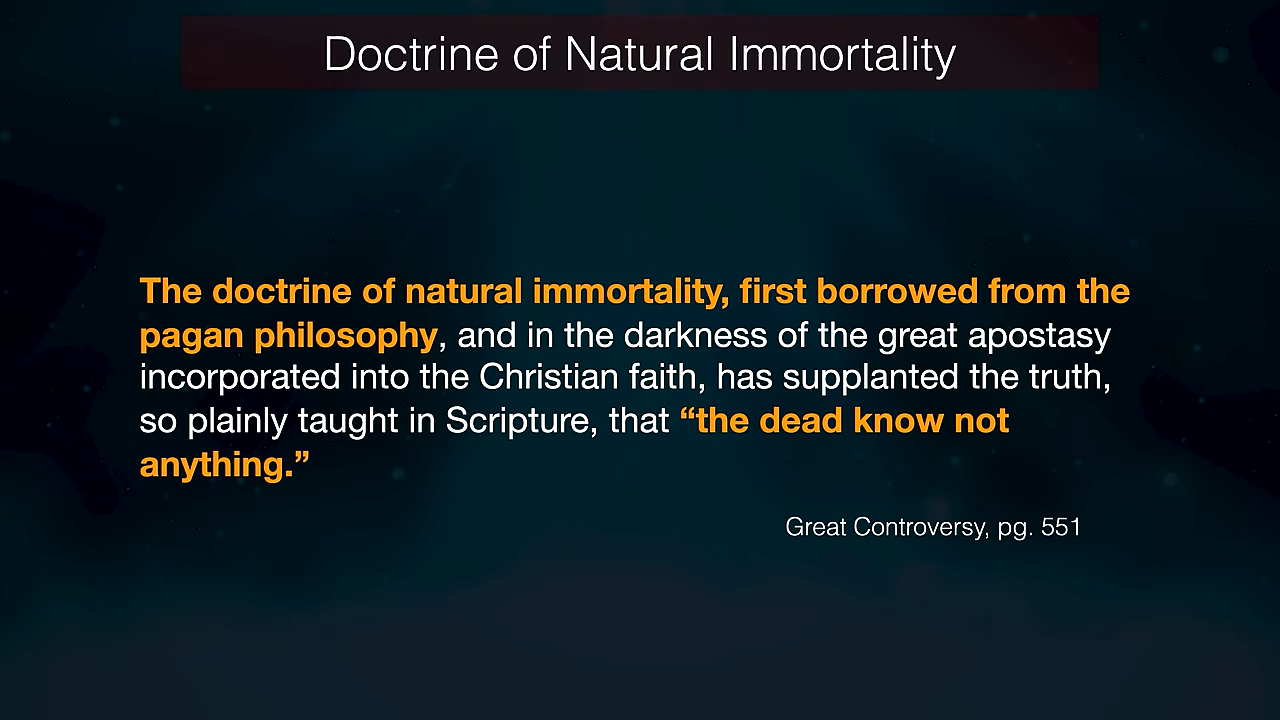 Doctrine of Natural Immortality
The doctrine of natural immortality, first borrowed from the
pagan philosophy, and in the darkness of the great apostasy
incorporated into the Christian faith, has supplanted the truth,
so plainly taught in Scripture, that “the dead know not
anything.”
Great Controversy, pg. 551